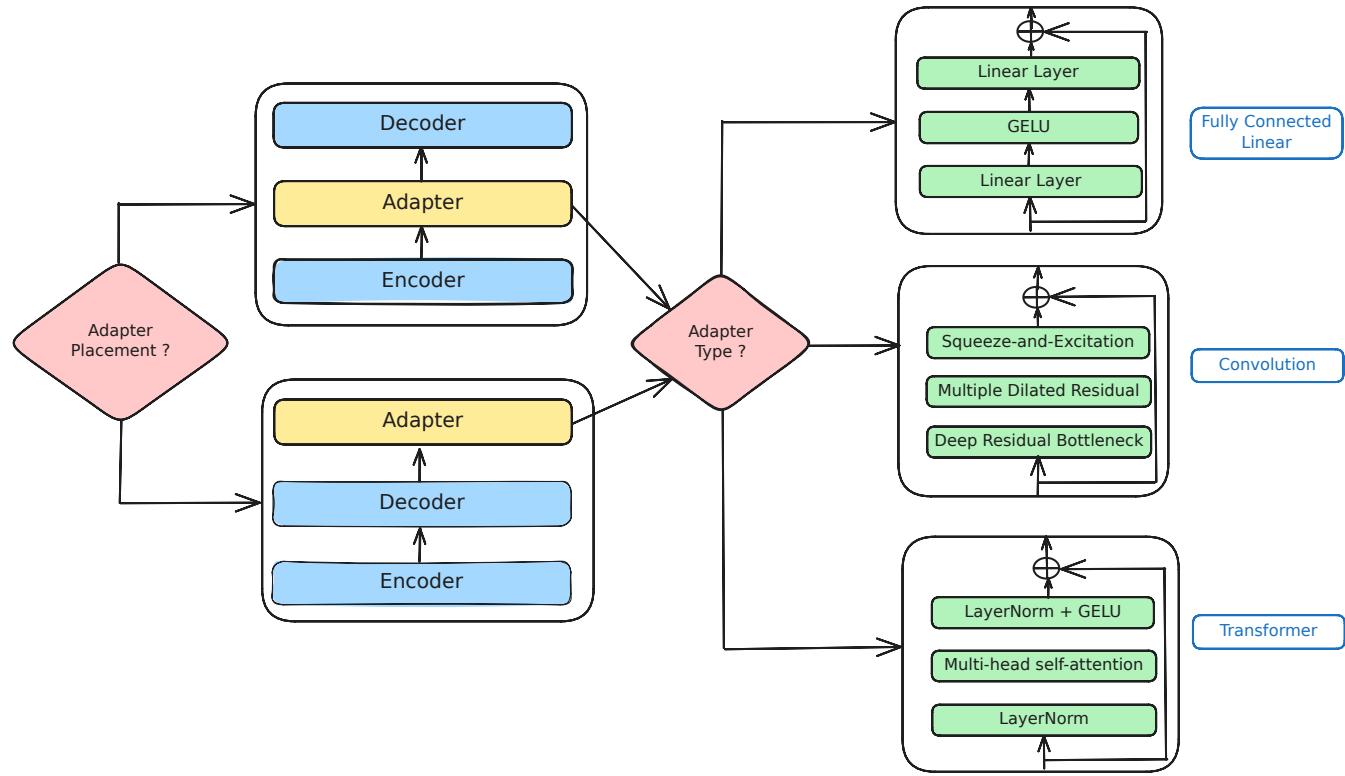 Adapter
Placement ?
Decoder
Adapter
Encoder
Adapter
Decoder
Encoder
Adapter
Type ?
Linear Layer
GELU
Linear Layer
Fully Connected
Linear
Squeeze-and-Excitation
Multiple Dilated Residual
Deep Residual Bottleneck
Convolution
LayerNorm + GELU
Multi-head self-attention
LayerNorm
Transformer